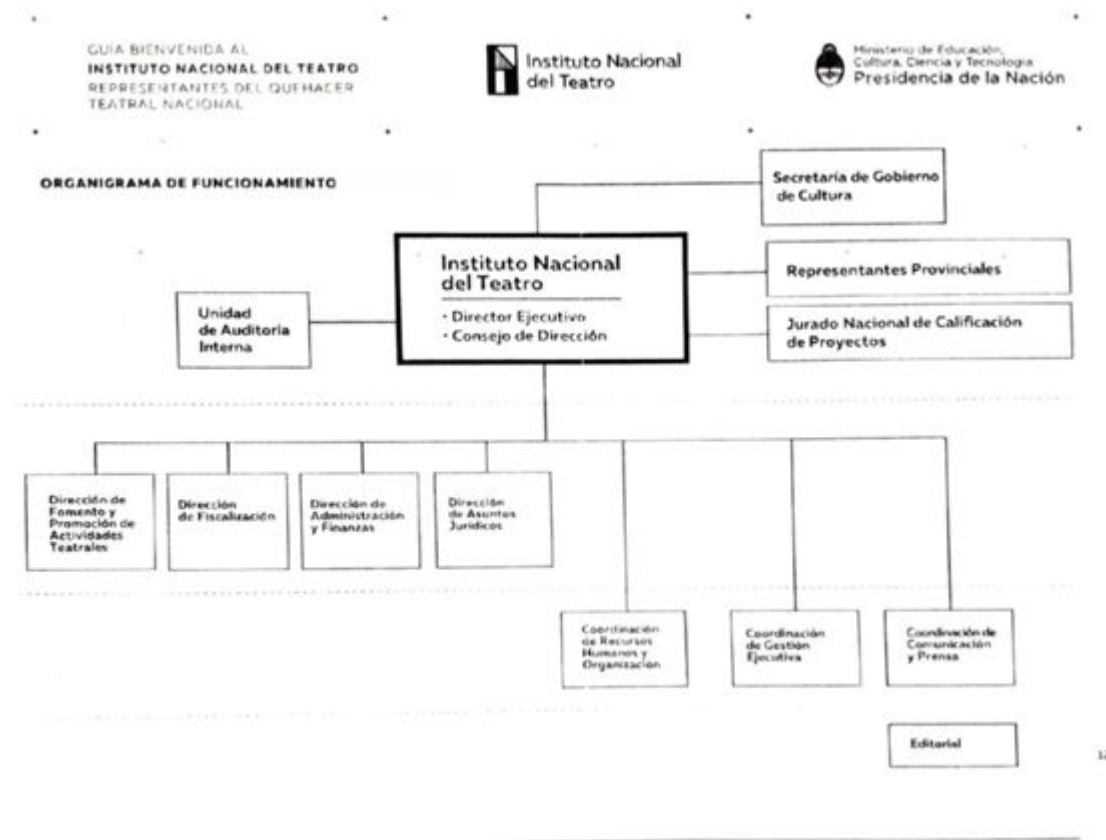 GUIA BIENVENIDA AL
INSTITUTO NACIONAL DEL TEATRO
REPRESENTANTES DEL QUEHACER
TEATRAL NACIONAL
Instituto Nacional
del Teatro
Ministerio de Educación,
Cultura, Ciencia y Tecnología
Presidencia de la Nación
ORGANIGRAMA DE FUNCIONAMIENTO
Secretaría de Gobierno
de Cultura
Instituto Nacional
del Teatro
· Director Ejecutivo
· Consejo de Dirección
Representantes Provinciales
Jurado Nacional de Calificación
de Proyectos
Unidad
de Auditoría
Interna
Dirección de
Fomento y
Promoción de
Actividades
Teatrales
Dirección
de Fiscalización
Dirección de
Administración
y Finanzas
Dirección
de Asuntos
Jurídicos
Coordinación
de Recursos
Humanos y
Organización
Coordinación
de Gestión
Ejecutiva
Coordinación de
Comunicación
y Prensa
Editorial